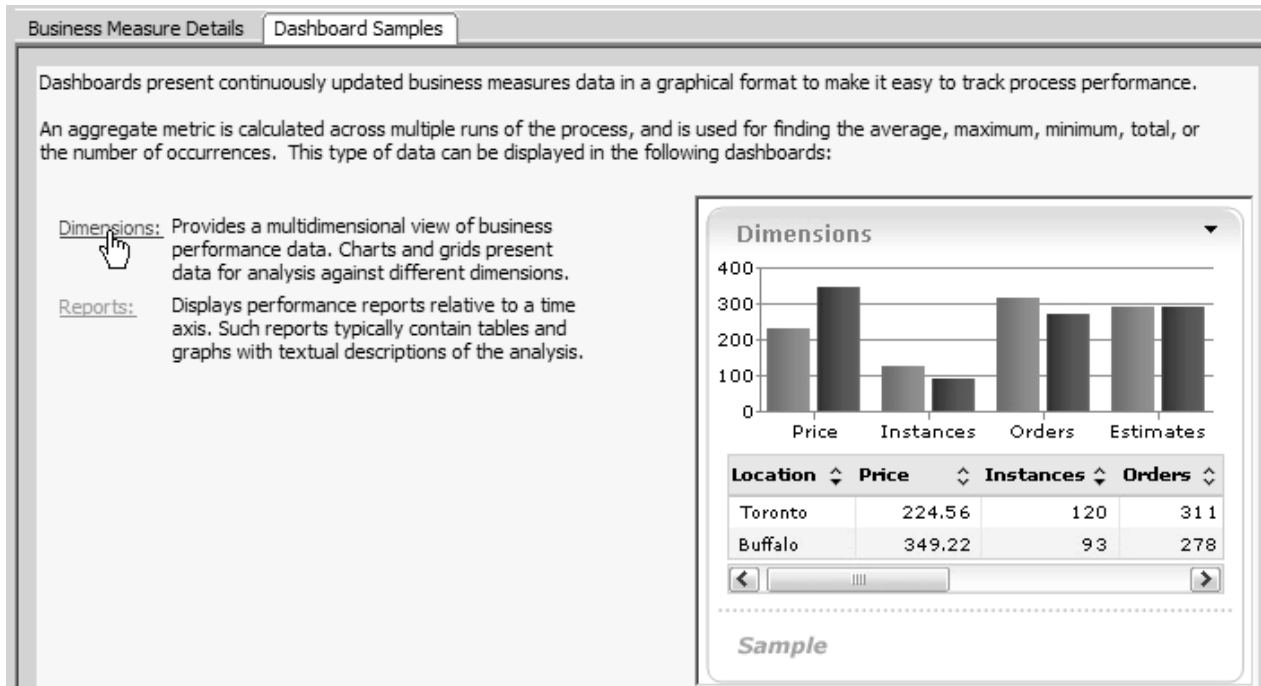 Business Measure Details
Dashboard Samples
Dashboards present continuously updated business measures data in a graphical format to make it easy to track process performance.
An aggregate metric is calculated across multiple runs of the process, and is used for finding the average, maximum, minimum, total, or
the number of occurrences. This type of data can be displayed in the following dashboards:
Dimensions: Provides a multidimensional view of business
performance data. Charts and grids present
data for analysis against different dimensions.
Reports: Displays performance reports relative to a time
axis. Such reports typically contain tables and
graphs with textual descriptions of the analysis.
Dimensions
400
300
200
100
0
Price Instances Orders Estimates
Location Price Instances Orders
Toronto 224.56 120 311
Buffalo 349.22 93 278
Sample